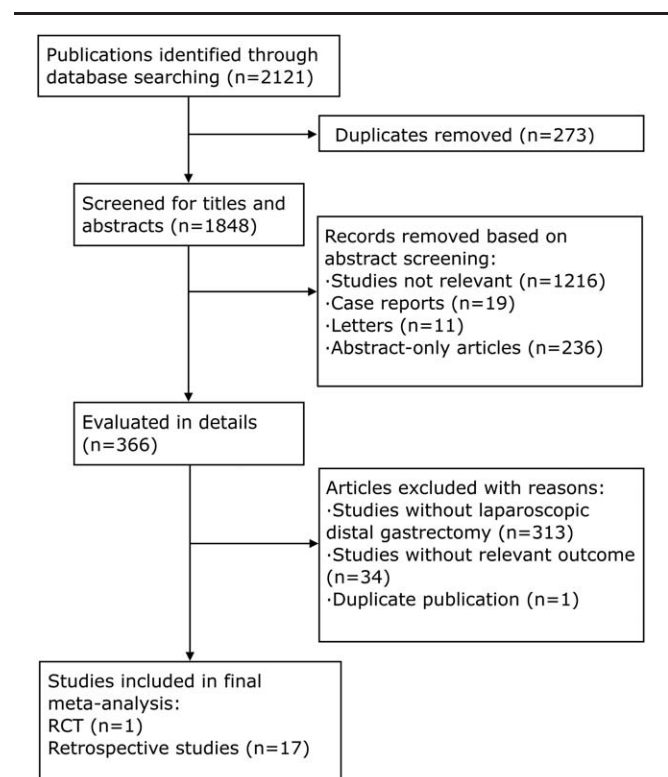 Publications identified through
database searching (n=2121)
Duplicates removed (n=273)
Screened for titles and
abstracts (n=1848)
Records removed based on
abstract screening:
·Studies not relevant (n=1216)
·Case reports (n=19)
·Letters (n=11)
·Abstract-only articles (n=236)
Evaluated in details
(n=366)
Articles excluded with reasons:
·Studies without laparoscopic
distal gastrectomy (n=313)
·Studies without relevant outcome
(n=34)
·Duplicate publication (n=1)
Studies included in final
meta-analysis:
RCT (n=1)
Retrospective studies (n=17)